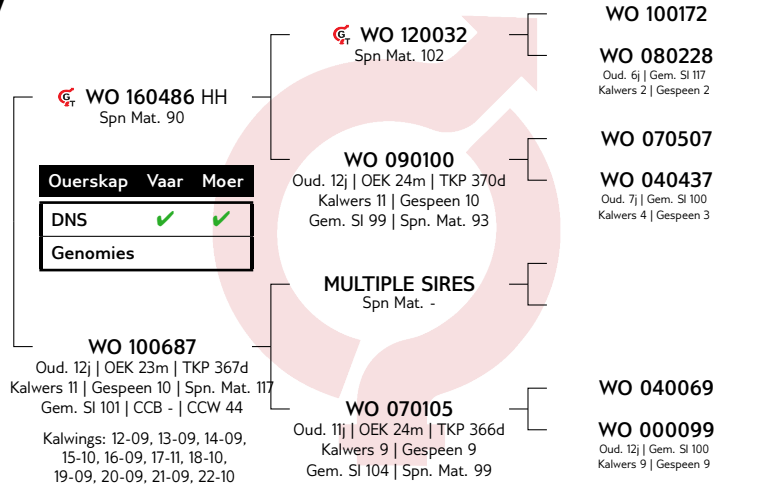 WO 160486 HH
Spn Mat. 90
Ouerskap Vaar Moer
DNS ✔ ✔
Genomies
WO 100687
Oud. 12j | OEK 23m | TKP 367d
Kalwers 11 | Gespeen 10 | Spn. Mat. 117
Gem. SI 101 | CCB - | CCW 44
Kalwings: 12-09, 13-09, 14-09,
15-10, 16-09, 17-11, 18-10,
19-09, 20-09, 21-09, 22-10
GT WO 120032
Spn Mat. 102
WO 090100
Oud. 12j | OEK 24m | TKP 370d
Kalwers 11 | Gespeen 10
Gem. SI 99 | Spn. Mat. 93
MULTIPLE SIRES
Spn Mat. -
WO 070105
Oud. 11j | OEK 24m | TKP 366d
Kalwers 9 | Gespeen 9
Gem. SI 104 | Spn. Mat. 99
WO 100172
WO 080228
Oud. 6j | Gem. SI 117
Kalwers 2 | Gespeen 2
WO 070507
WO 040437
Oud. 7j | Gem. SI 100
Kalwers 4 | Gespeen 3
WO 040069
WO 000099
Oud. 12j | Gem. SI 100
Kalwers 9 | Gespeen 9